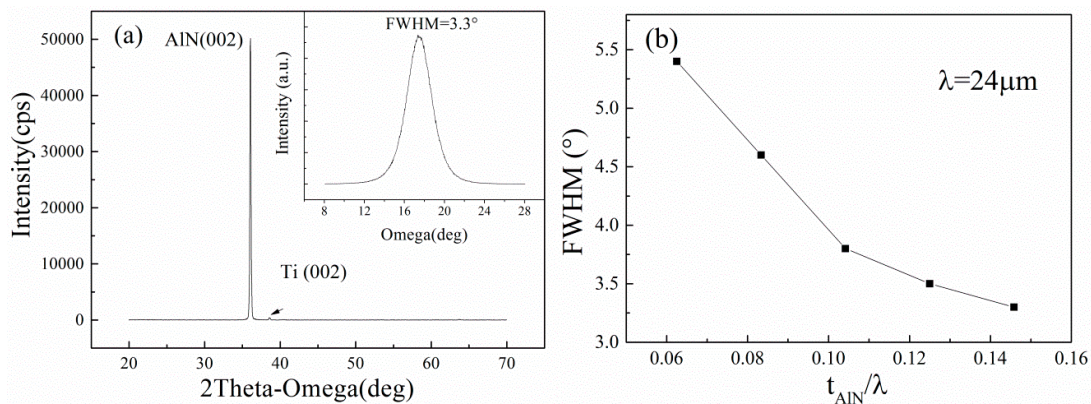 (a)
AlN(002)
Ti (002)
50000
40000
30000
20000
10000
0
Intensity(cps)
20 30 40 50 60 70
2Theta-Omega(deg)
FWHM=3.3°
Intensity (a.u.)
8 12 16 20 24 28
Omega(deg)
(b)
λ=24μm
5.5
5.0
4.5
4.0
3.5
3.0
FWHM (°)
0.06 0.08 0.10 0.12 0.14 0.16
t_AlN/λ